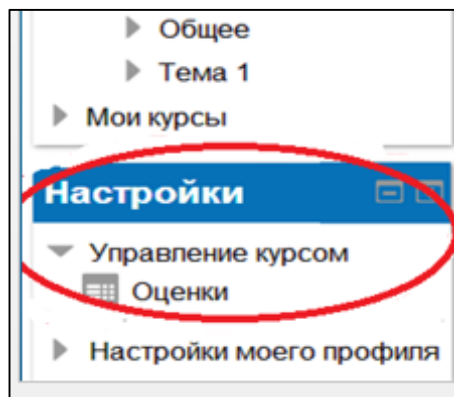 Общее
Тема 1
Мои курсы
Настройки
Управление курсом
Оценки
Настройки моего профиля